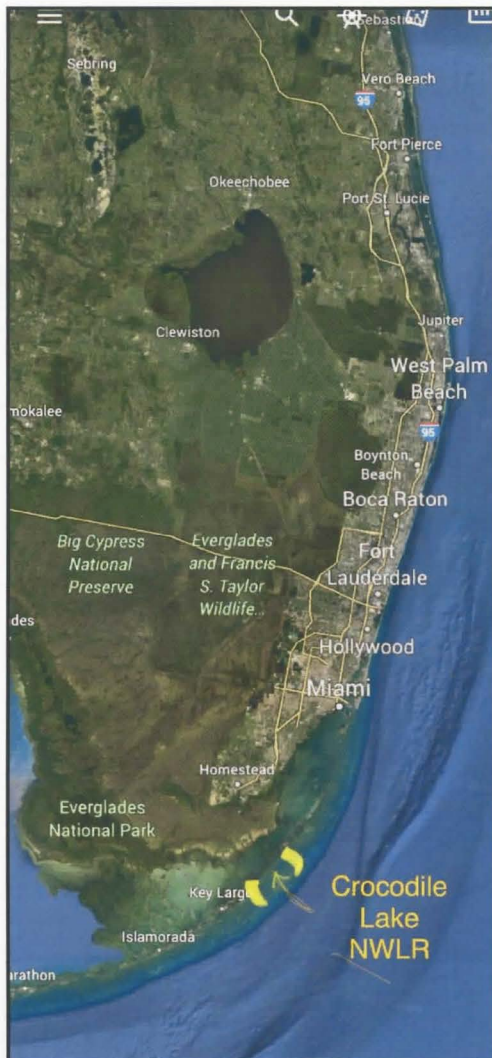 Sebastian
Sebring
Vero Beach
95
Fort Pierce
Okeechobee
Port St. Lucie
Clewiston
Jupiter
West Palm
Beach
mokalee
95
Boynton
Beach
Boca Raton
Big Cypress
National
Preserve
Everglades
and Francis
S. Taylor
Wildlife...
Fort
Lauderdale
des
Hollywood
Miami
Homestead
Everglades
National Park
Key Larg
Crocodile
Lake
NWLR
Islamorada
arathon